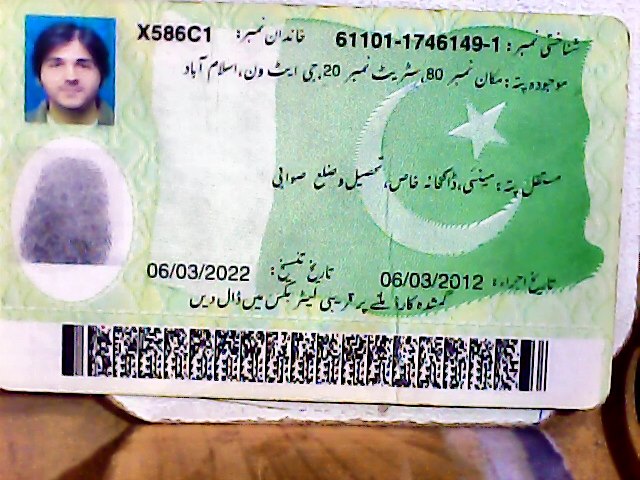 شناختی نمبر: 61101-1746149-1 خاندان نمبر: X586C1
موجودہ پتہ: مکان نمبر 80، سٹریٹ نمبر 20، جی ایٹ ون، اسلام آباد
مستقل پتہ: مینئی، ڈاکخانہ خاص، تحصیل و ضلع صوابی
تاریخ اجراء: 06/03/2012 تاریخ تنسیخ: 06/03/2022
گمشدہ کارڈ ملنے پر قریبی لیٹر بکس میں ڈال دیں